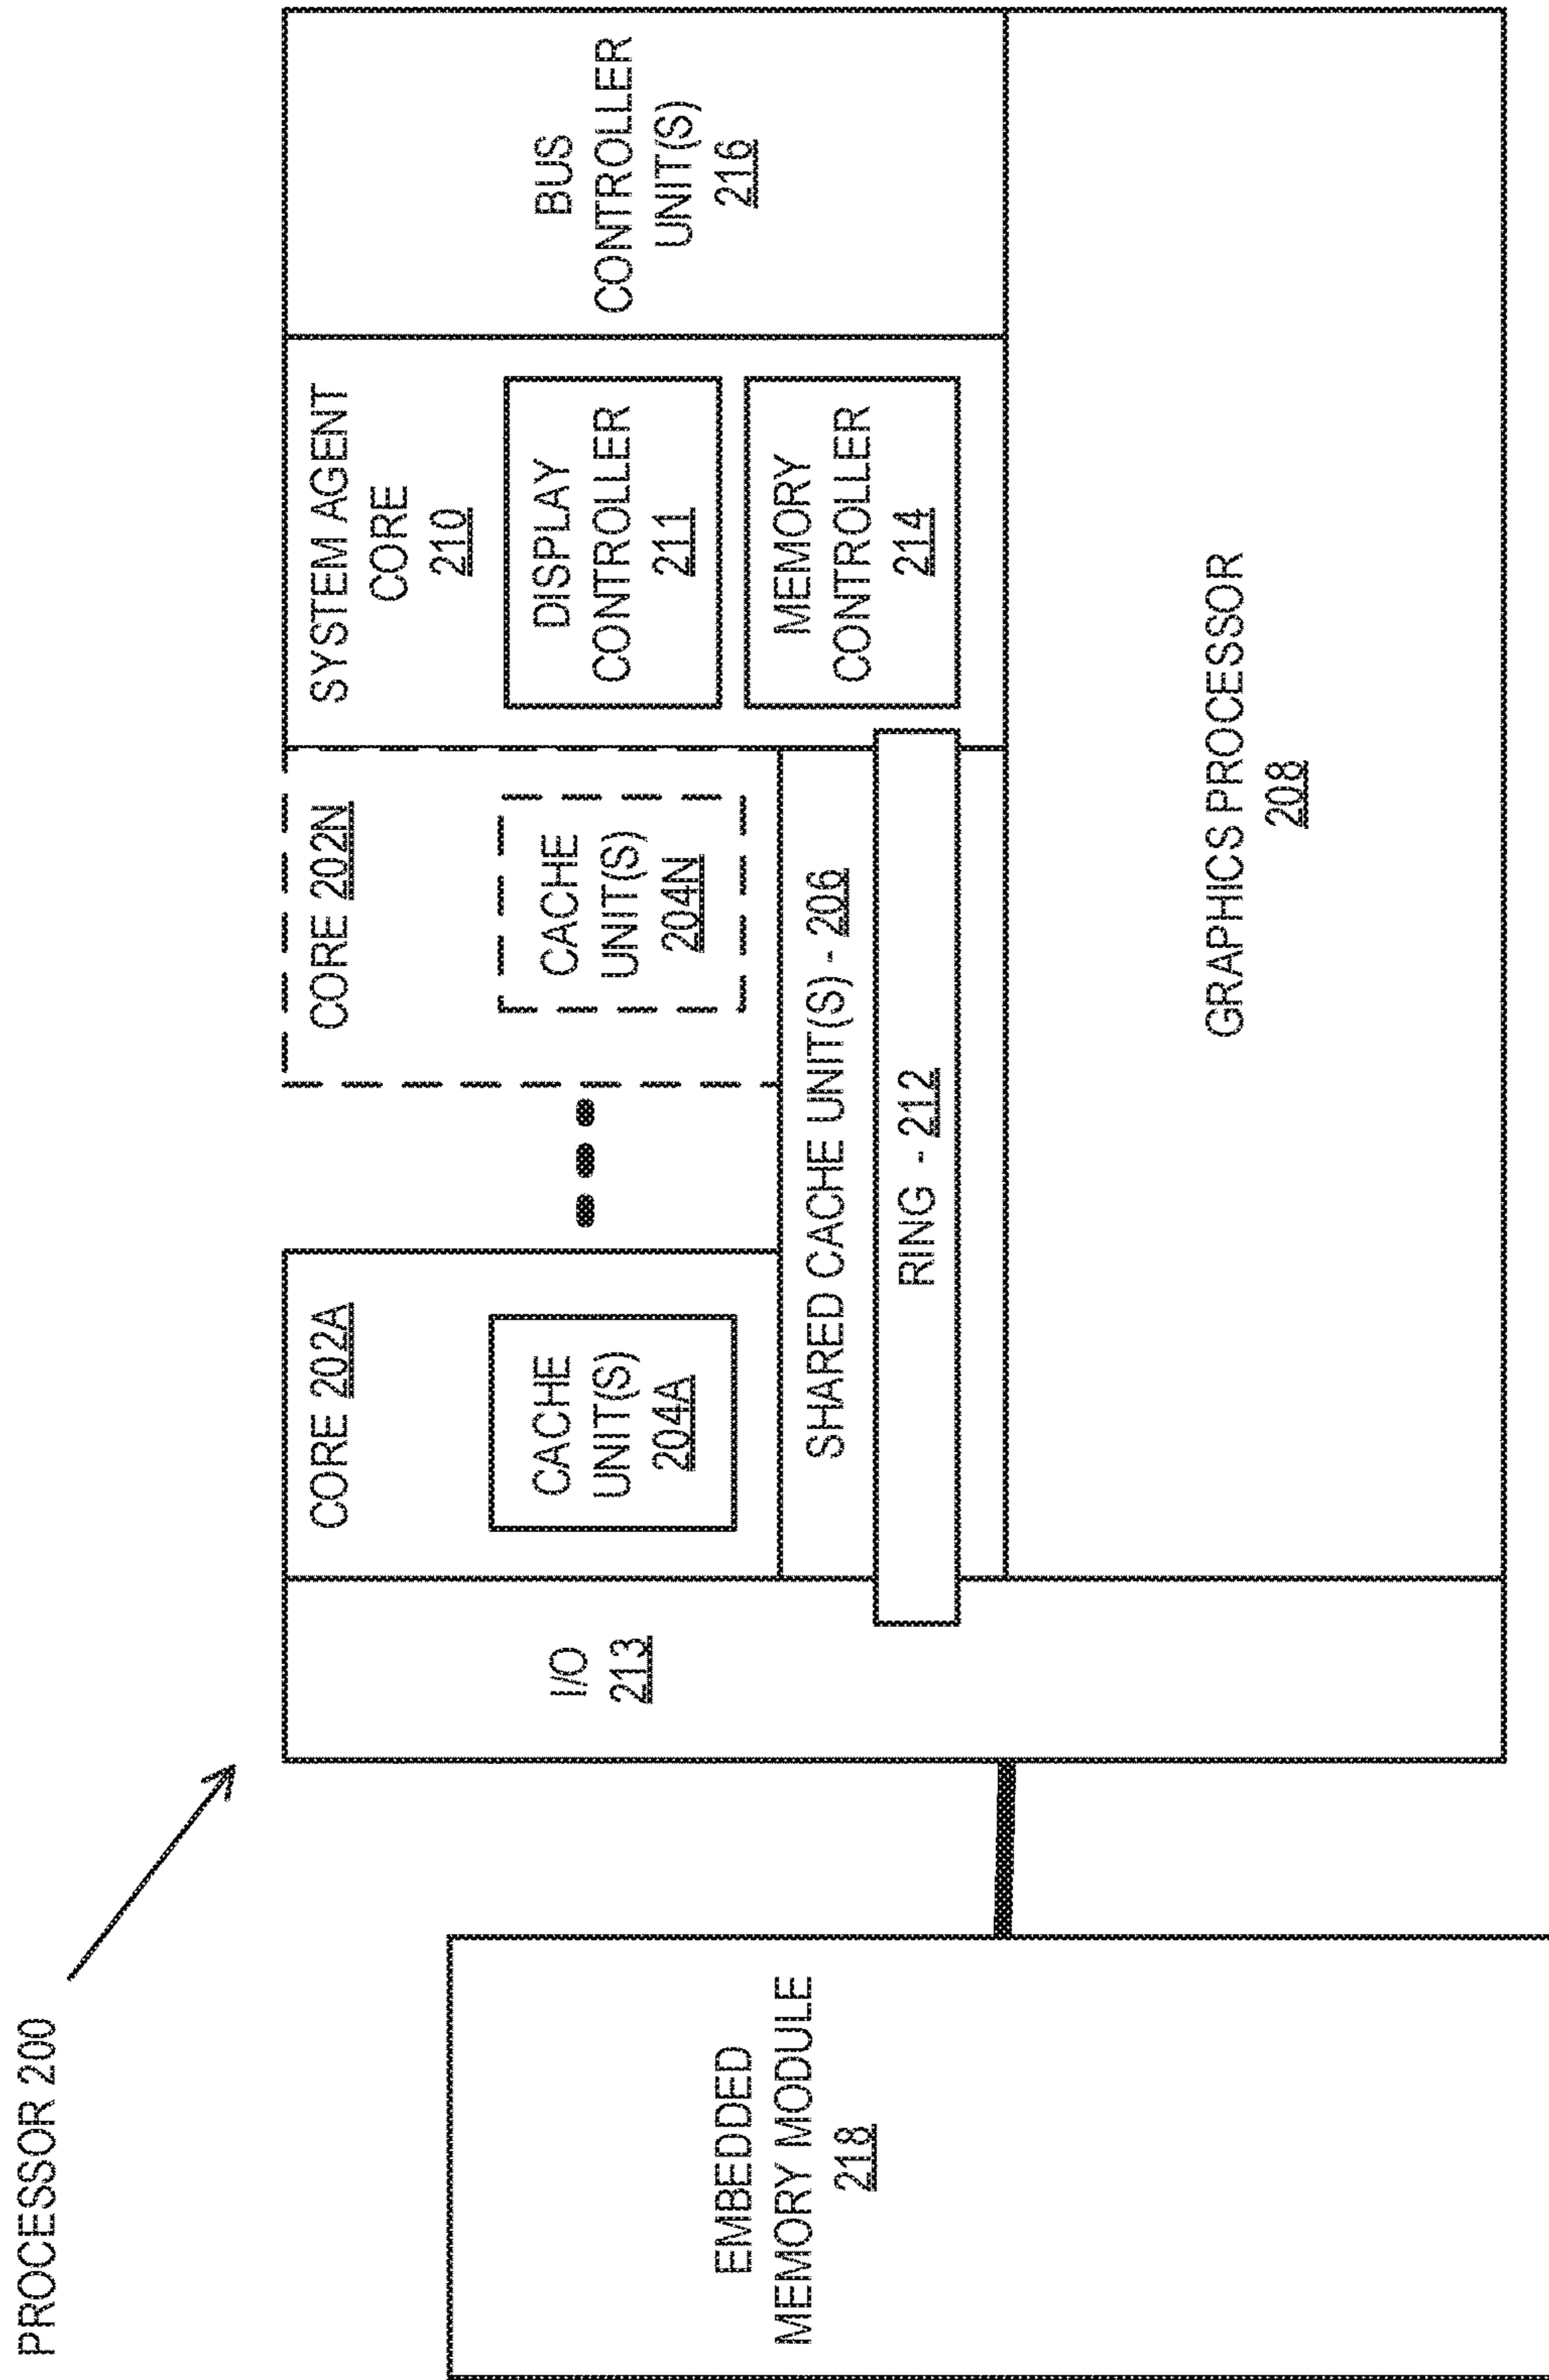 PROCESSOR 200
EMBEDDED
MEMORY MODULE
218
I/O
213
CORE 202A
CACHE
UNIT(S)
204A
CORE 202N
CACHE
UNIT(S)
204N
SHARED CACHE UNIT(S) - 206
RING - 212
SYSTEM AGENT
CORE
210
DISPLAY
CONTROLLER
211
MEMORY
CONTROLLER
214
BUS
CONTROLLER
UNIT(S)
216
GRAPHICS PROCESSOR
208